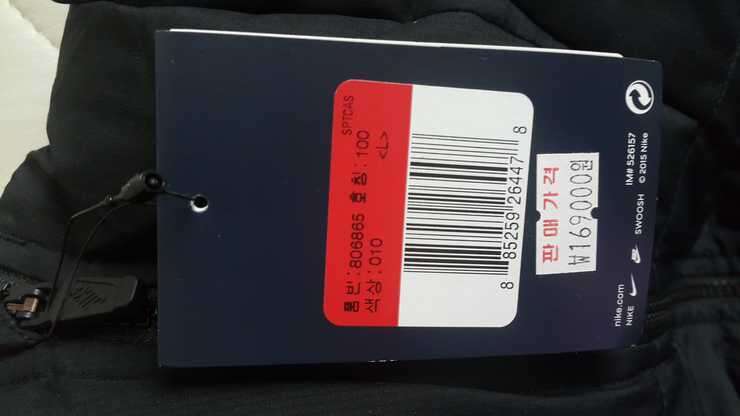 SPTCAS
품번 : 806865 호칭 : 100
색상 : 010 <L>
8 85259 26447 8
판매가격
₩169000원
nike.com
NIKE SWOOSH
IM# 526157
© 2015 Nike